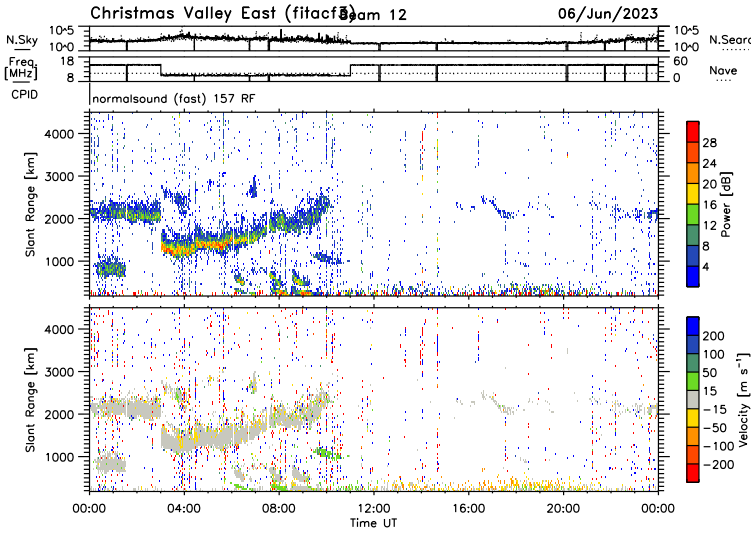 Christmas Valley East (fitacf3) Beam 12 06/Jun/2023
N.Sky 10^5 10^0 10^5 10^0 N.Sear
Freq. [MHz] 18 8 60 0 Nave
CPID normalsound (fast) 157 RF
Slant Range [km] 4000 3000 2000 1000
Power [dB] 28 24 20 16 12 8 4
Slant Range [km] 4000 3000 2000 1000
Velocity [m s⁻¹] 200 100 50 15 -15 -50 -100 -200
00:00 04:00 08:00 12:00 16:00 20:00 00:00
Time UT